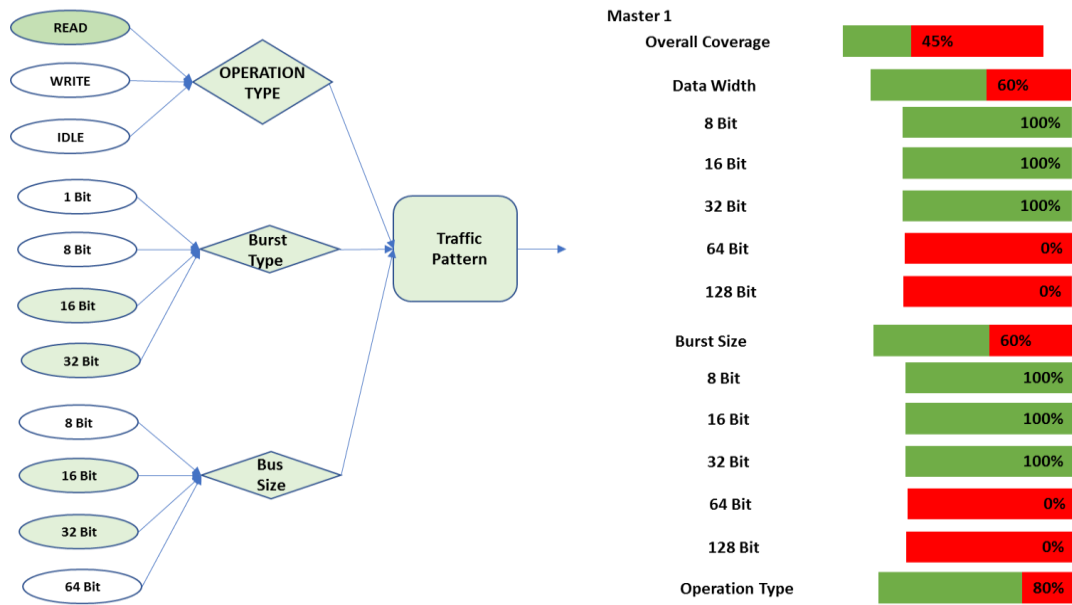 READ
WRITE
IDLE
OPERATION
TYPE
1 Bit
8 Bit
16 Bit
32 Bit
Burst
Type
8 Bit
16 Bit
32 Bit
64 Bit
Bus
Size
Traffic
Pattern
Master 1
Overall Coverage 45%
Data Width 60%
8 Bit 100%
16 Bit 100%
32 Bit 100%
64 Bit 0%
128 Bit 0%
Burst Size 60%
8 Bit 100%
16 Bit 100%
32 Bit 100%
64 Bit 0%
128 Bit 0%
Operation Type 80%